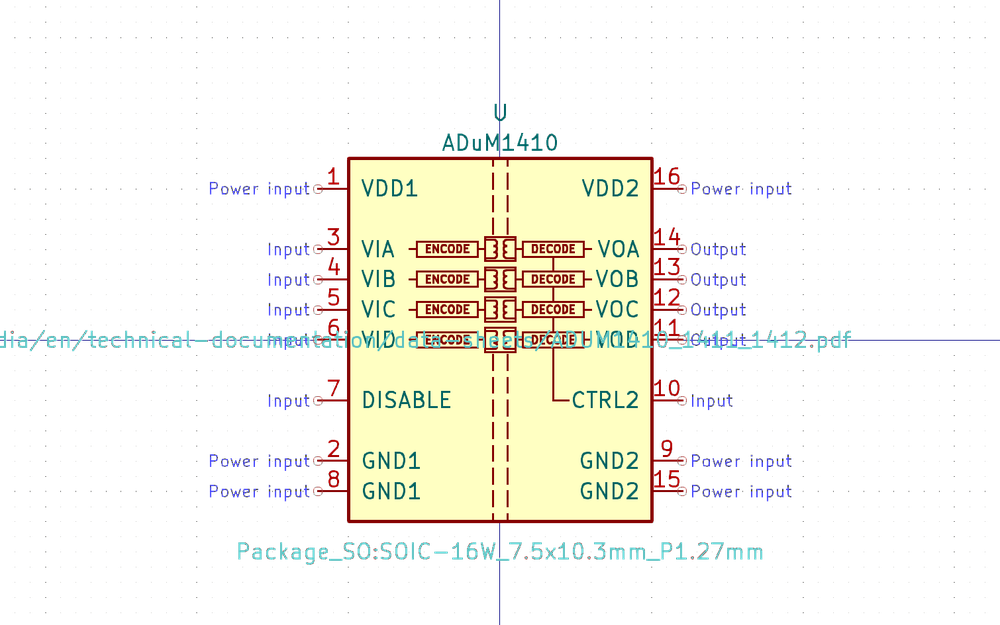 U
ADuM1410
Power input 1 VDD1 VDD2 16 Power input
Input 3 VIA ENCODE DECODE VOA 14 Output
Input 4 VIB ENCODE DECODE VOB 13 Output
Input 5 VIC ENCODE DECODE VOC 12 Output
Input 6 VID ENCODE DECODE VOD 11 Output
dia/en/technical-documentation/data-sheets/ADUM1410_1411_1412.pdf
Input 7 DISABLE CTRL2 10 Input
Power input 2 GND1 GND2 9 Power input
Power input 8 GND1 GND2 15 Power input
Package_SO:SOIC-16W_7.5x10.3mm_P1.27mm